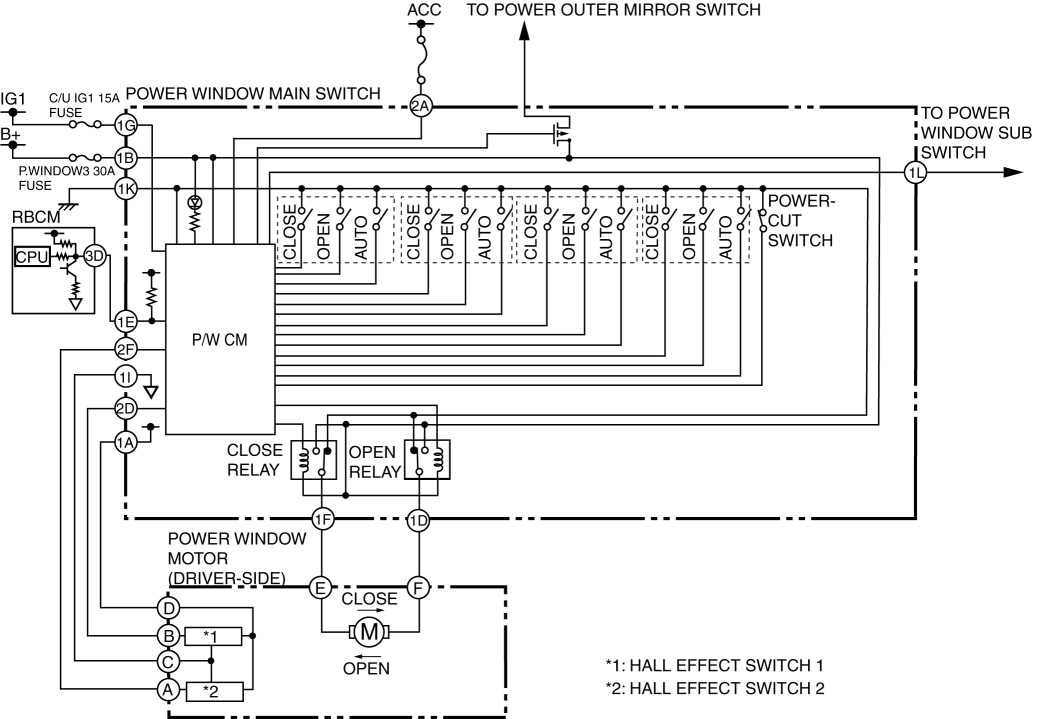 ACC
TO POWER OUTER MIRROR SWITCH
IG1
C/U IG1 15A
FUSE
POWER WINDOW MAIN SWITCH
2A
TO POWER
WINDOW SUB
SWITCH
1G
B+
1B
P.WINDOW3 30A
FUSE
1L
1K
RBCM
CPU
3D
CLOSE
OPEN
AUTO
CLOSE
OPEN
AUTO
CLOSE
OPEN
AUTO
CLOSE
OPEN
AUTO
POWER-
CUT
SWITCH
1E
P/W CM
2F
1I
2D
1A
CLOSE
RELAY
OPEN
RELAY
1F
1D
POWER WINDOW
MOTOR
(DRIVER-SIDE)
E
F
CLOSE
M
OPEN
D
B
*1
C
A
*2
*1: HALL EFFECT SWITCH 1
*2: HALL EFFECT SWITCH 2